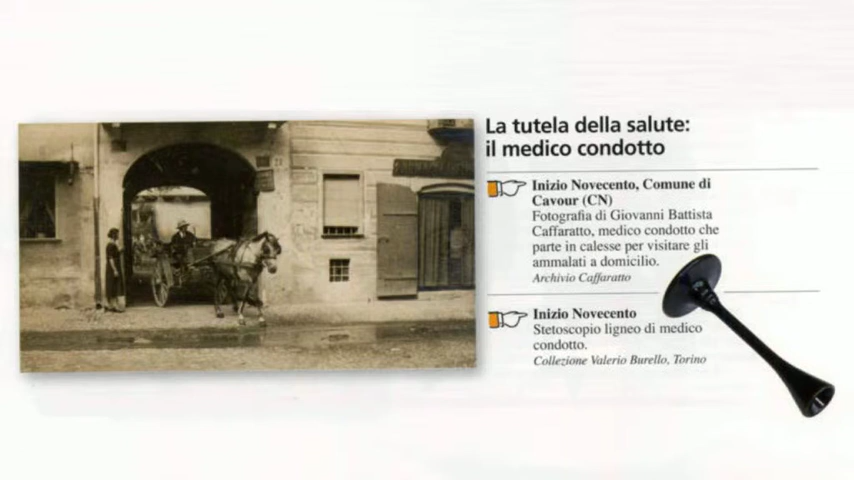 La tutela della salute:
il medico condotto
Inizio Novecento, Comune di
Cavour (CN)
Fotografia di Giovanni Battista
Caffaratto, medico condotto che
parte in calesse per visitare gli
ammalati a domicilio.
Archivio Caffaratto
Inizio Novecento
Stetoscopio ligneo di medico
condotto.
Collezione Valerio Burello, Torino